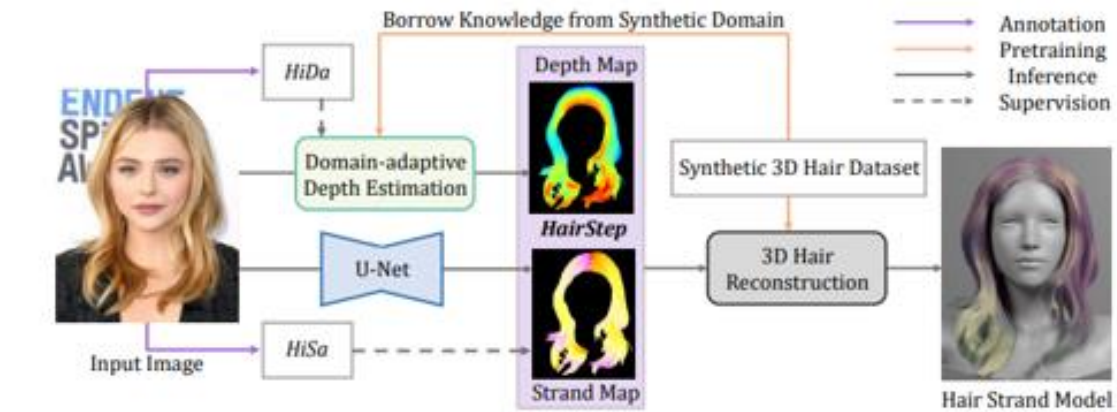 Borrow Knowledge from Synthetic Domain
Annotation
Pretraining
Inference
Supervision
HiDa
Depth Map
Domain-adaptive
Depth Estimation
Synthetic 3D Hair Dataset
HairStep
U-Net
3D Hair
Reconstruction
Input Image
HiSa
Strand Map
Hair Strand Model